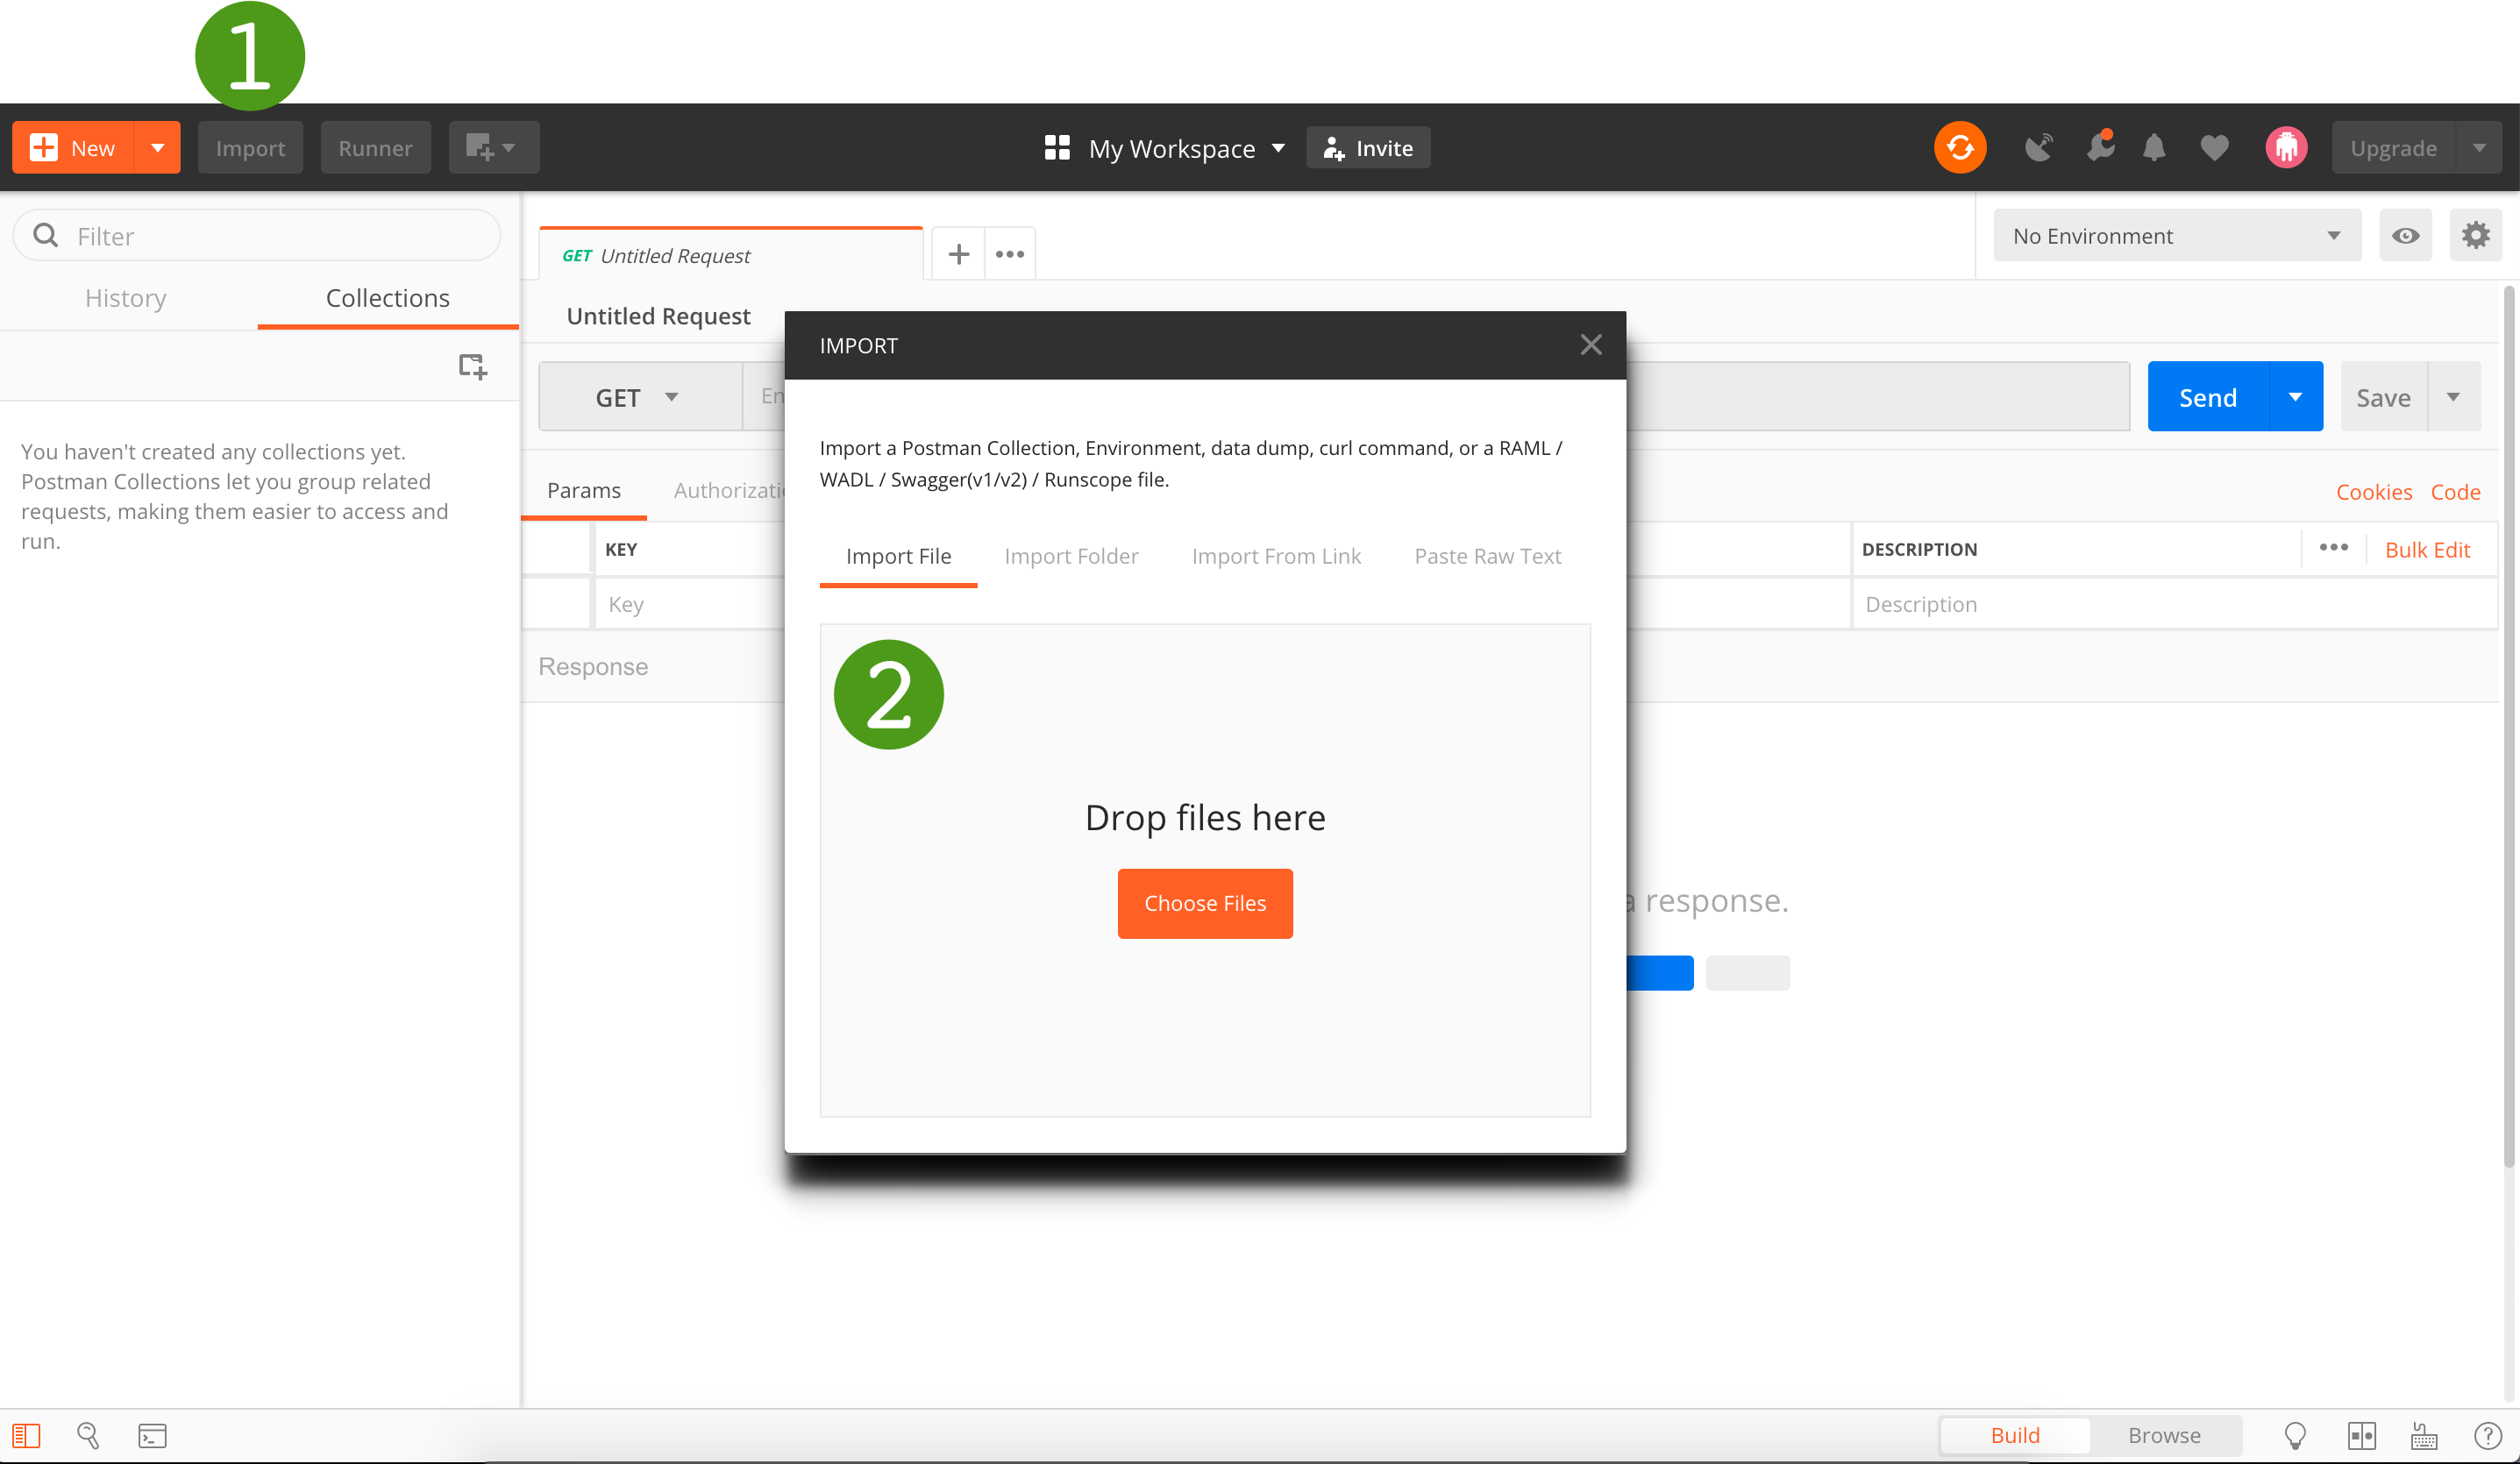 1
New
Import
Runner
My Workspace
Invite
Upgrade
Filter
History
Collections
You haven't created any collections yet.
Postman Collections let you group related
requests, making them easier to access and
run.
GET Untitled Request
No Environment
Untitled Request
GET
En
Send
Save
Params
Authorizati
Cookies
Code
KEY
DESCRIPTION
Bulk Edit
Key
Description
Response
IMPORT
Import a Postman Collection, Environment, data dump, curl command, or a RAML /
WADL / Swagger(v1/v2) / Runscope file.
Import File
Import Folder
Import From Link
Paste Raw Text
2
Drop files here
Choose Files
a response.
Build
Browse